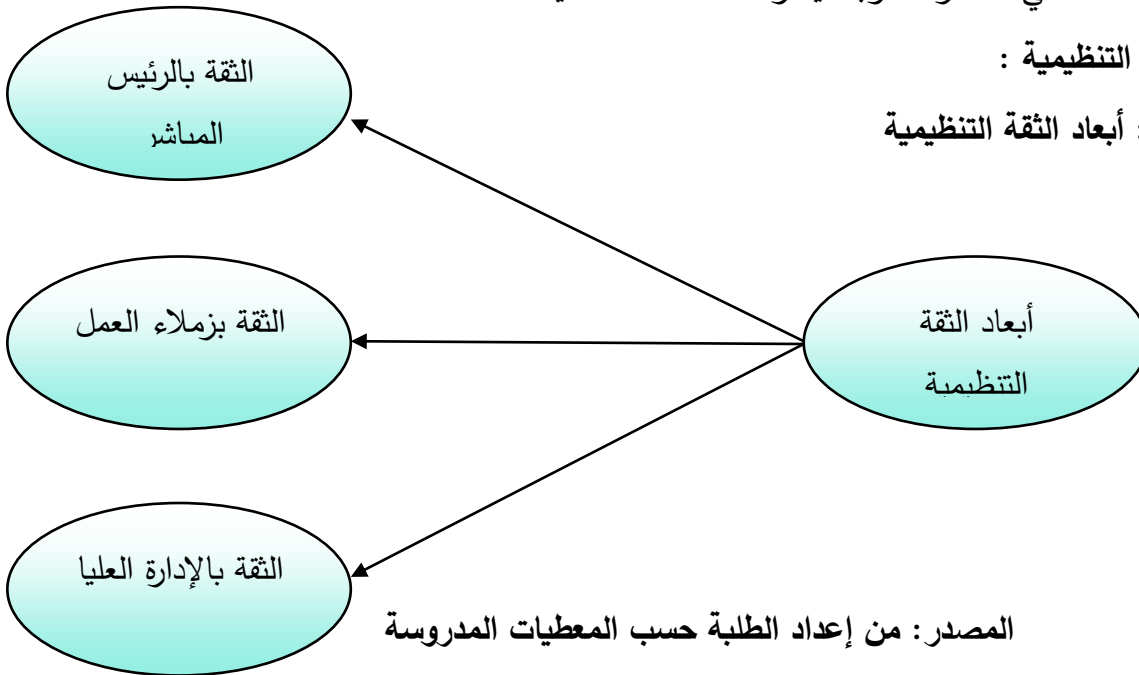 التنظيمية :
: أبعاد الثقة التنظيمية
الثقة بالرئيس
المباشر
الثقة بزملاء العمل
أبعاد الثقة
التنظيمية
الثقة بالإدارة العليا
المصدر: من إعداد الطلبة حسب المعطيات المدروسة